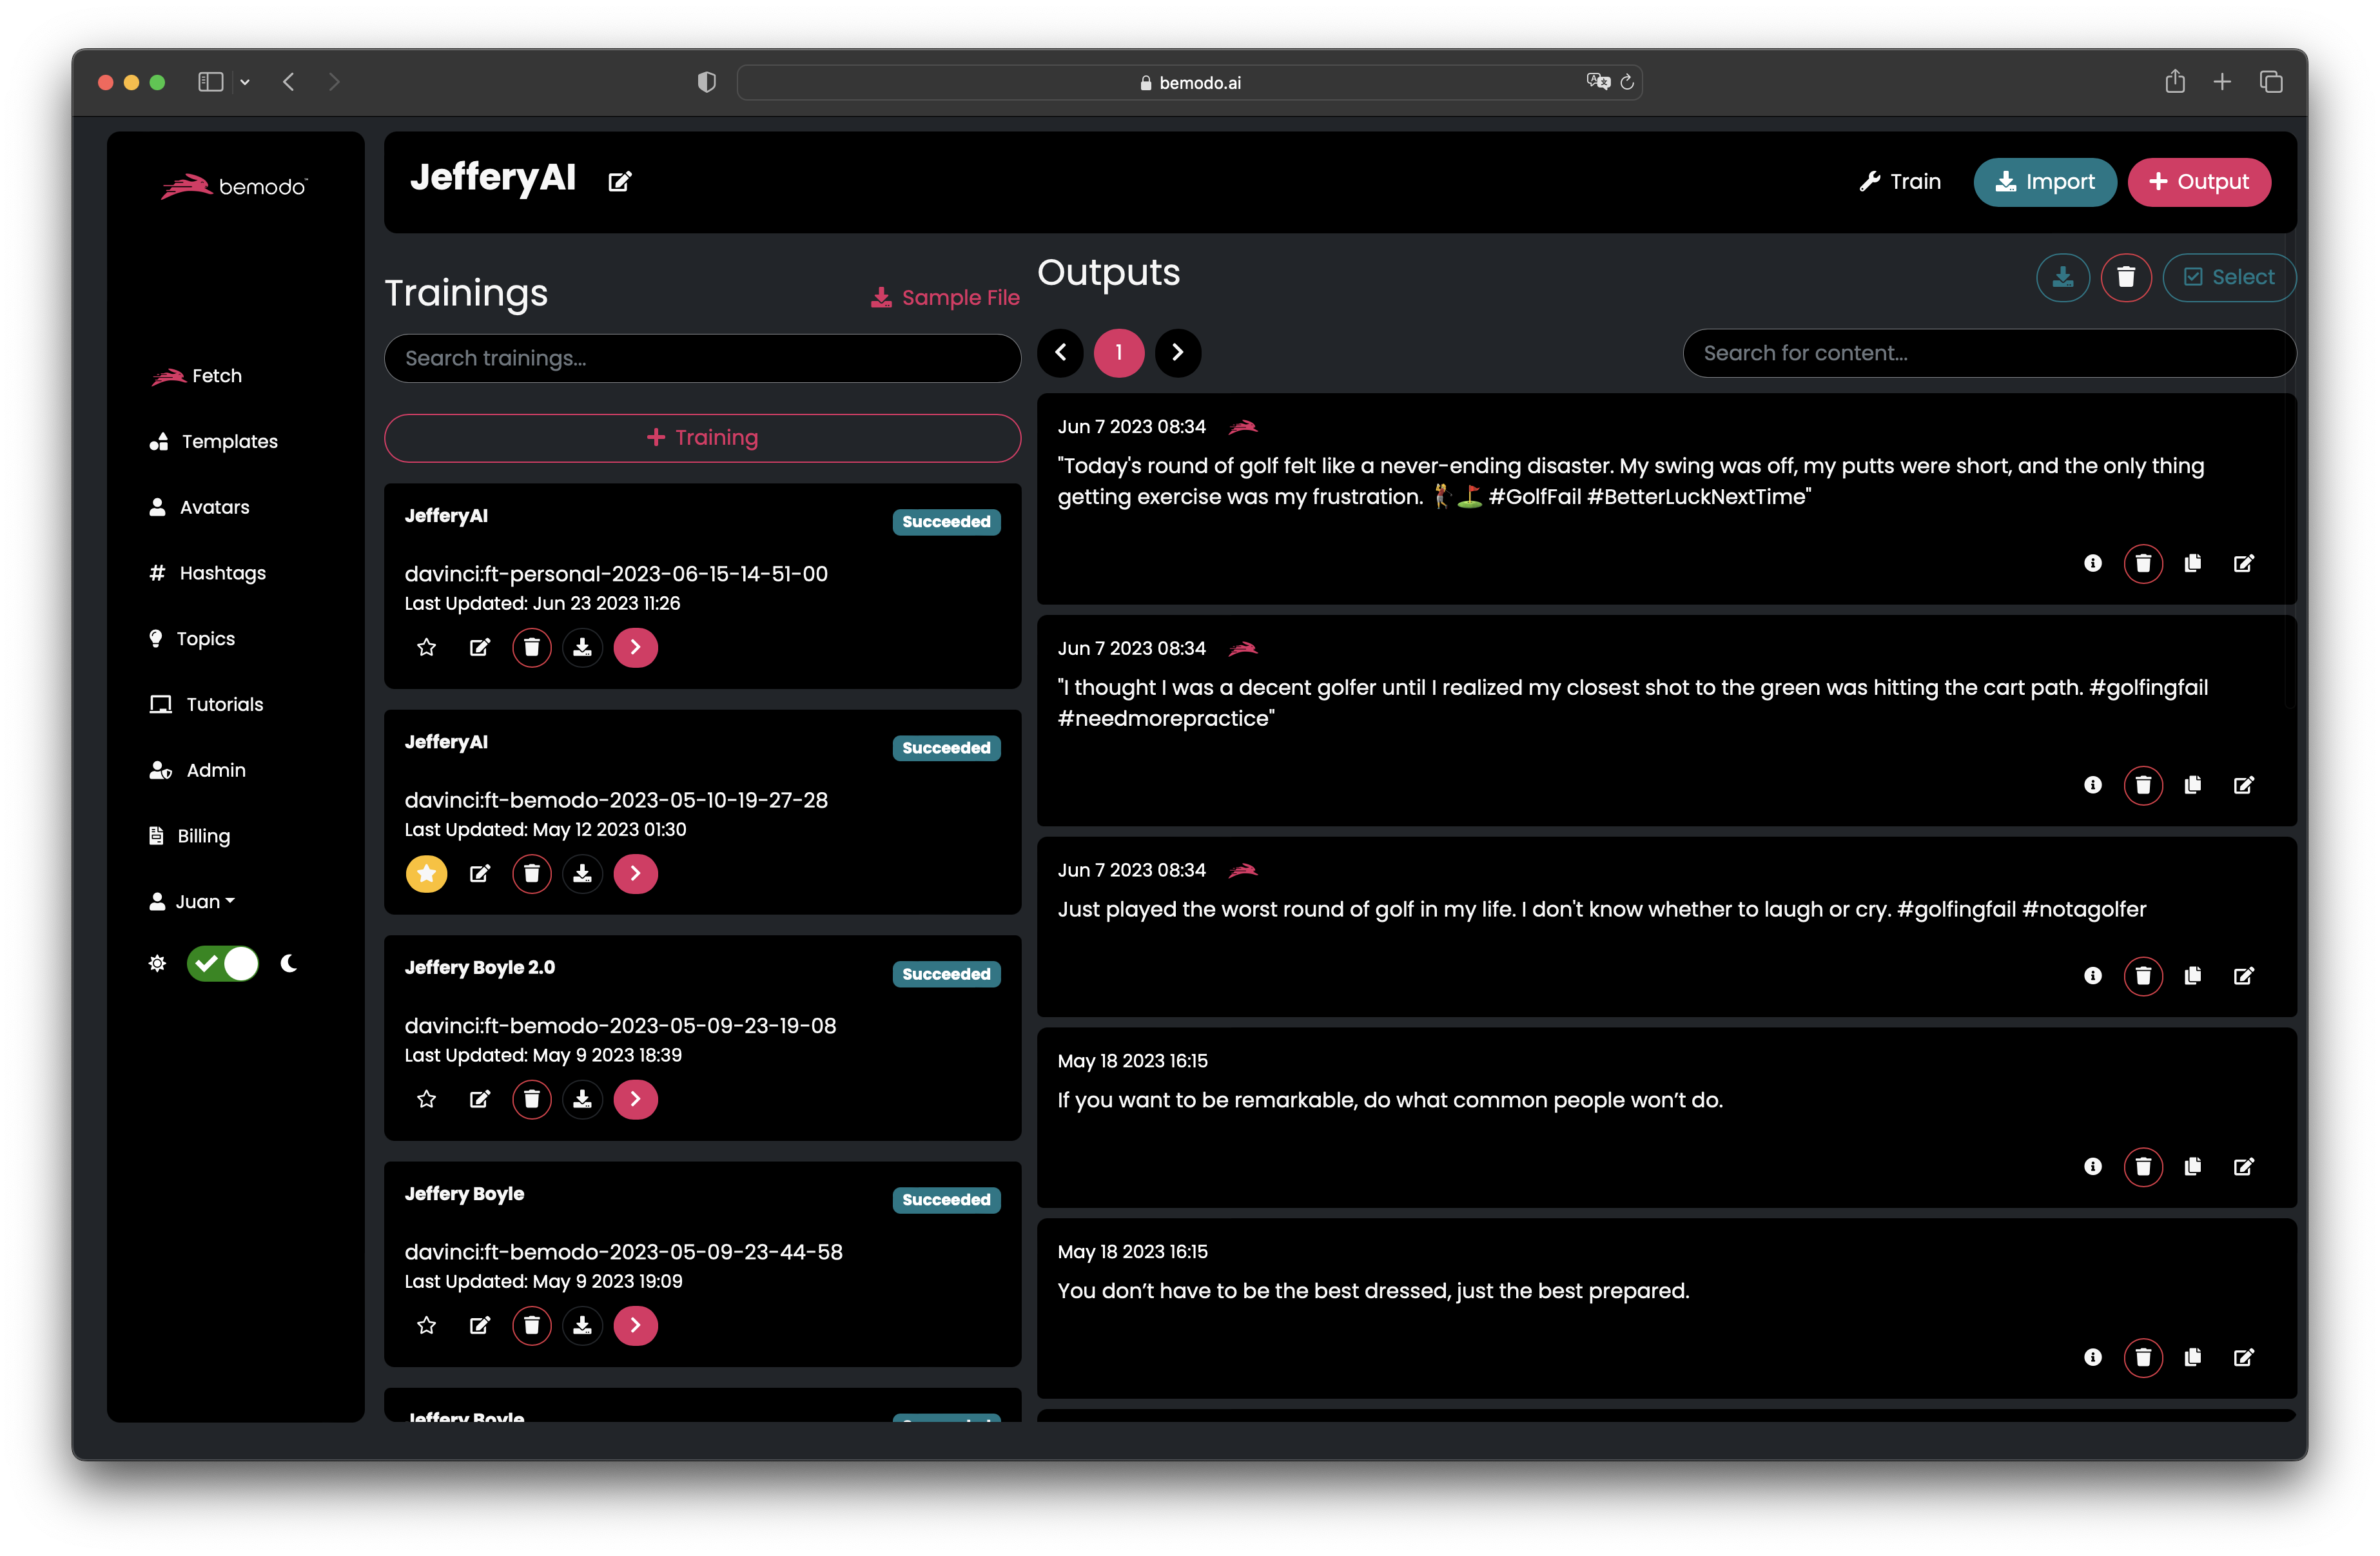 bemodo.ai
bemodo™
Fetch
Templates
Avatars
# Hashtags
Topics
Tutorials
Admin
Billing
Juan
JefferyAI
Train
Import
+ Output
Trainings
Sample File
Search trainings...
+ Training
JefferyAI
Succeeded
davinci:ft-personal-2023-06-15-14-51-00
Last Updated: Jun 23 2023 11:26
JefferyAI
Succeeded
davinci:ft-bemodo-2023-05-10-19-27-28
Last Updated: May 12 2023 01:30
Jeffery Boyle 2.0
Succeeded
davinci:ft-bemodo-2023-05-09-23-19-08
Last Updated: May 9 2023 18:39
Jeffery Boyle
Succeeded
davinci:ft-bemodo-2023-05-09-23-44-58
Last Updated: May 9 2023 19:09
Jeffery Boyle
Outputs
Select
1
Search for content...
Jun 7 2023 08:34
"Today's round of golf felt like a never-ending disaster. My swing was off, my putts were short, and the only thing
getting exercise was my frustration. 🏌️⛳ #GolfFail #BetterLuckNextTime"
Jun 7 2023 08:34
"I thought I was a decent golfer until I realized my closest shot to the green was hitting the cart path. #golfingfail
#needmorepractice"
Jun 7 2023 08:34
Just played the worst round of golf in my life. I don't know whether to laugh or cry. #golfingfail #notagolfer
May 18 2023 16:15
If you want to be remarkable, do what common people won’t do.
May 18 2023 16:15
You don’t have to be the best dressed, just the best prepared.